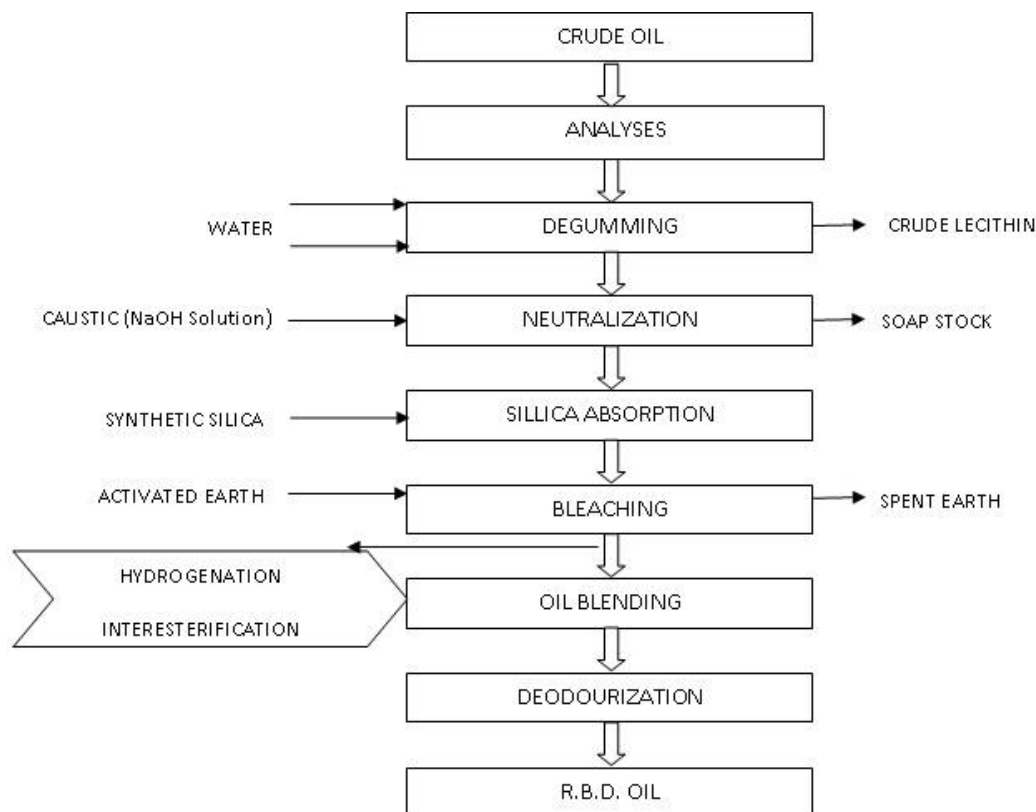 CRUDE OIL
ANALYSES
WATER
DEGUMMING
CRUDE LECITHIN
CAUSTIC (NaOH Solution)
NEUTRALIZATION
SOAP STOCK
SYNTHETIC SILICA
SILLICA ABSORPTION
ACTIVATED EARTH
BLEACHING
SPENT EARTH
HYDROGENATION
INTERESTERIFICATION
OIL BLENDING
DEODOURIZATION
R.B.D. OIL